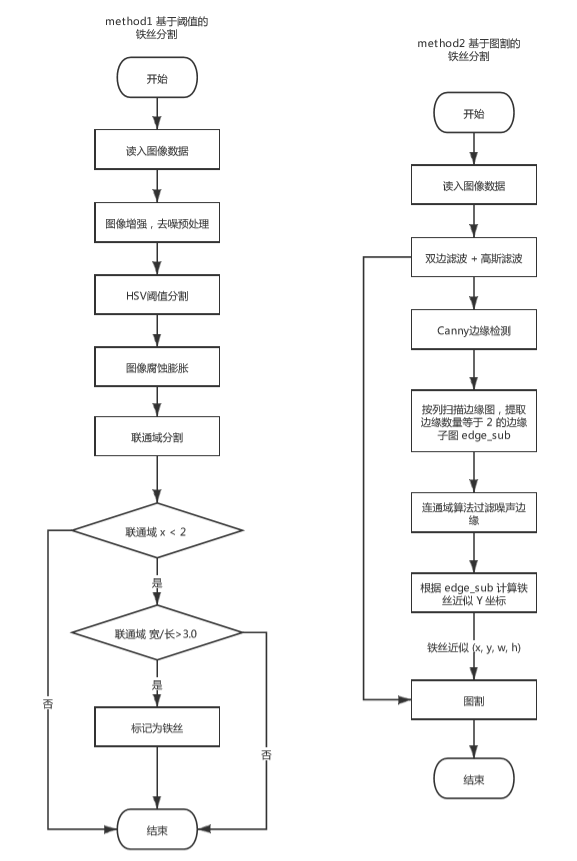 method1 基于阈值的
铁丝分割
开始
读入图像数据
图像增强，去噪预处理
HSV阈值分割
图像腐蚀膨胀
联通域分割
联通域 x < 2
是
联通域 宽/长>3.0
是
否
标记为铁丝
否
结束
method2 基于图割的
铁丝分割
开始
读入图像数据
双边滤波 + 高斯滤波
Canny边缘检测
按列扫描边缘图，提取
边缘数量等于 2 的边缘
子图 edge_sub
连通域算法过滤噪声边
缘
根据 edge_sub 计算铁
丝近似 Y 坐标
铁丝近似 (x, y, w, h)
图割
结束